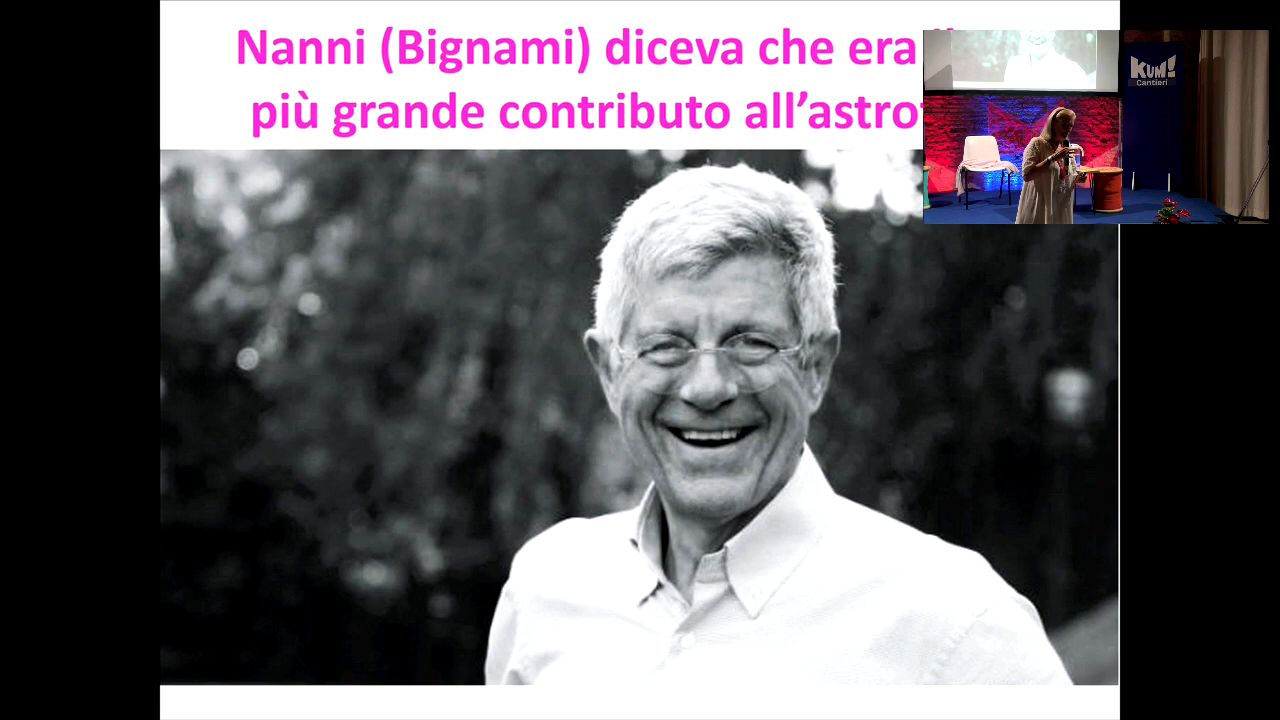 Nanni (Bignami) diceva che era
più grande contributo all'astro
KUM!
Cantieri